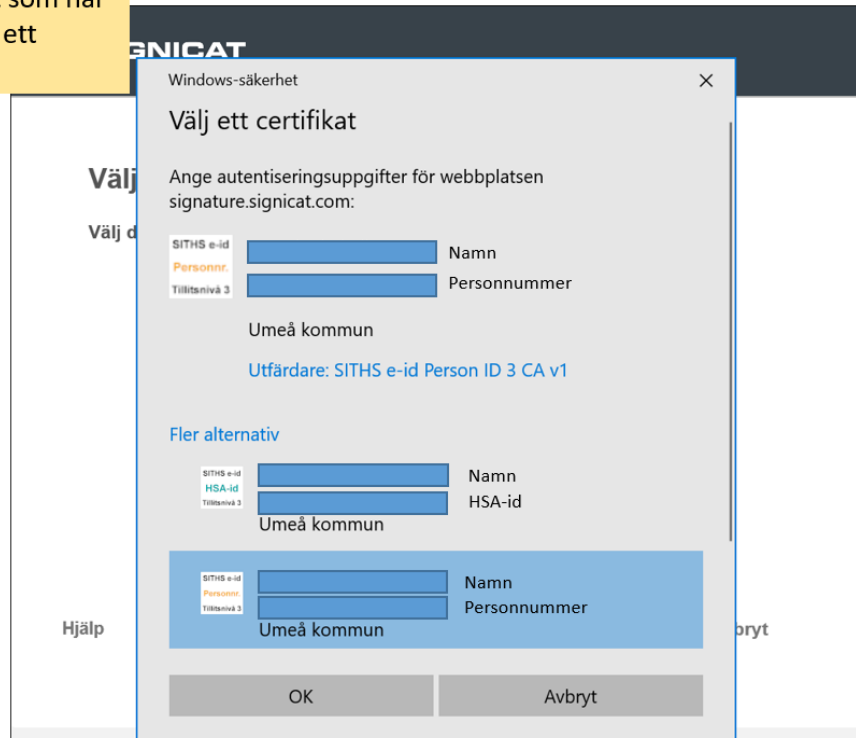 som har
ett
SIGNICAT
Windows-säkerhet
Välj ett certifikat
Välj
Ange autentiseringsuppgifter för webbplatsen
signature.signicat.com:
Välj d
SITHS e-id
Personnr.
Tillitsnivå 3
Namn
Personnummer
Umeå kommun
Utfärdare: SITHS e-id Person ID 3 CA v1
Fler alternativ
SITHS e-id
HSA-id
Tillitsnivå 3
Namn
HSA-id
Umeå kommun
SITHS e-id
Personnr.
Tillitsnivå 3
Namn
Personnummer
Umeå kommun
Hjälp
bryt
OK
Avbryt